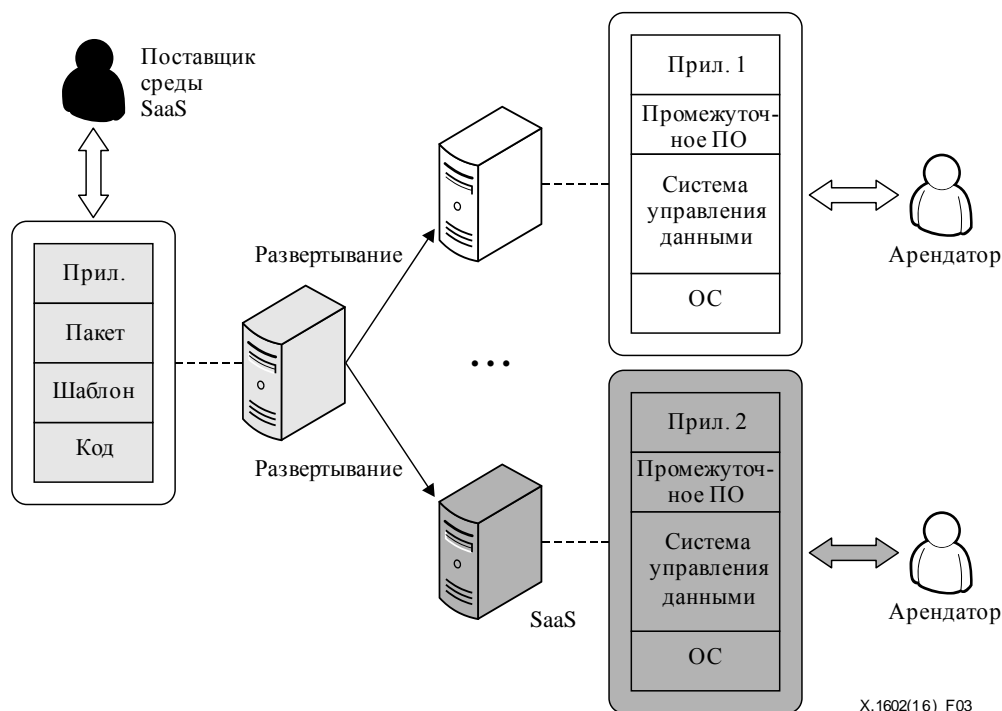 Поставщик
среды
SaaS
Прил.
Пакет
Шаблон
Код
Развертывание
Развертывание
...
SaaS
Прил. 1
Промежуточ-
ное ПО
Система
управления
данными
ОС
Арендатор
Прил. 2
Промежуточ-
ное ПО
Система
управления
данными
ОС
Арендатор
X.1602(16)_F03